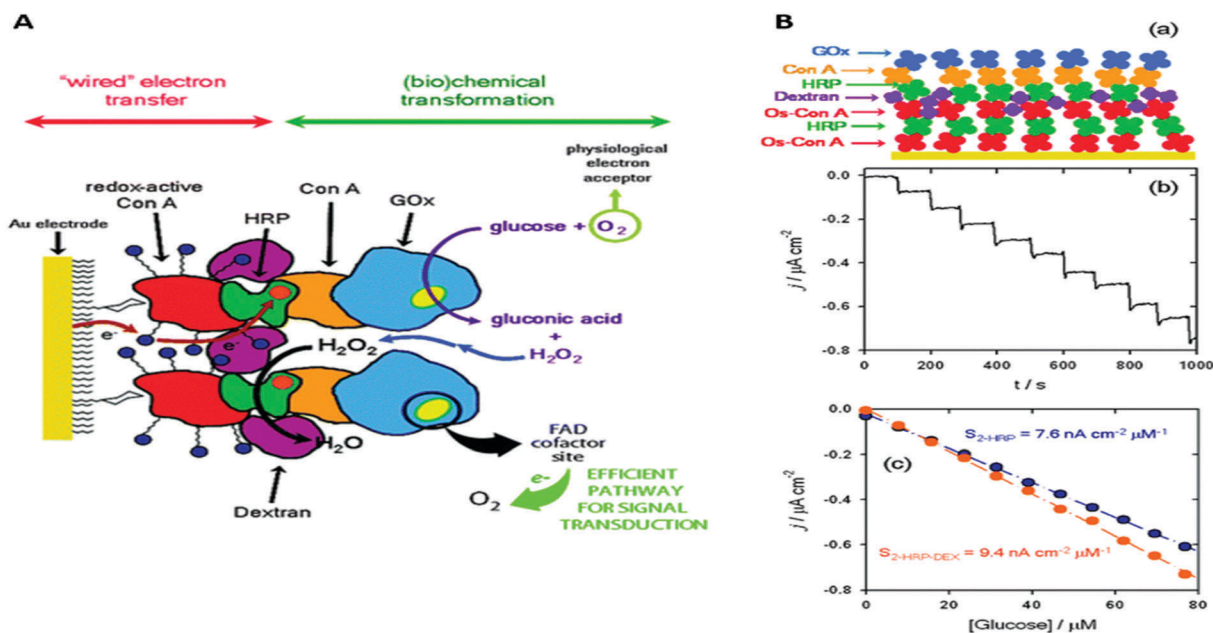 A
"wired" electron
transfer
(bio)chemical
transformation
physiological
electron
acceptor
redox-active
Con A
Au electrode
HRP
Con A
GOx
glucose + O2
gluconic acid
+
H2O2
e-
e-
H2O2
H2O
Dextran
FAD
cofactor
site
e-
O2
EFFICIENT
PATHWAY
FOR SIGNAL
TRANSDUCTION
B
(a)
GOx
Con A
HRP
Dextran
Os-Con A
HRP
Os-Con A
(b)
0.0
-0.2
-0.4
-0.6
-0.8
j / μA cm-2
0 200 400 600 800 1000
t / s
(c)
0.0
-0.2
-0.4
-0.6
-0.8
j / μA cm-2
S2-HRP = 7.6 nA cm-2 μM-1
S2-HRP-DEX = 9.4 nA cm-2 μM-1
0 20 40 60 80
[Glucose] / μM